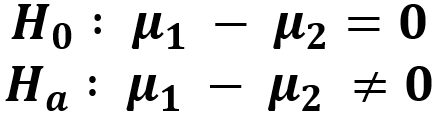 H₀ : μ₁ − μ₂ = 0
Hₐ : μ₁ − μ₂ ≠ 0